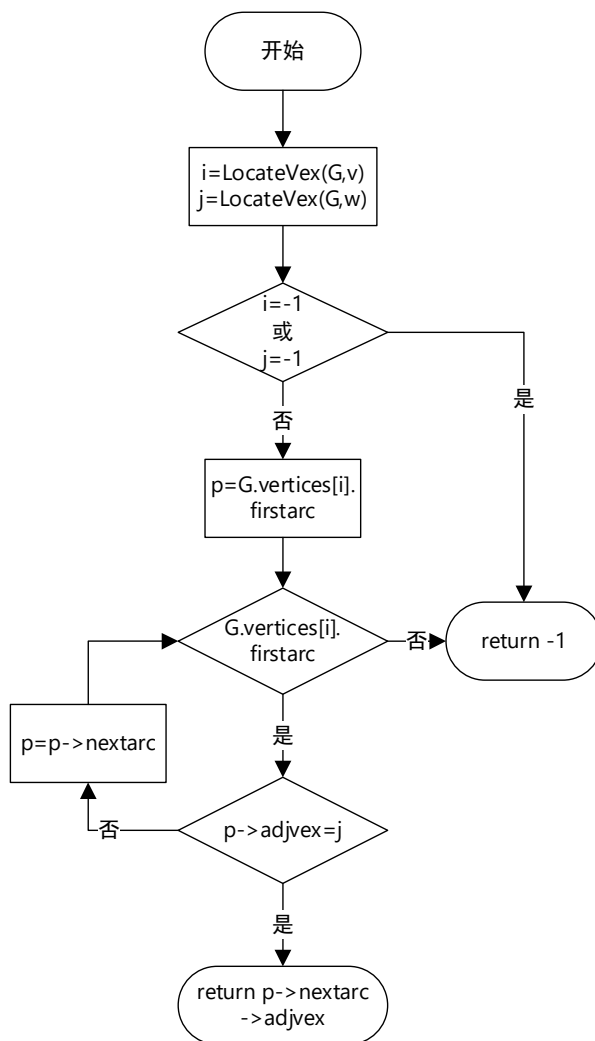 开始
i=LocateVex(G,v)
j=LocateVex(G,w)
i=-1
或
j=-1
是
否
p=G.vertices[i].
firstarc
G.vertices[i].
firstarc
否
return -1
是
p=p->nextarc
否
p->adjvex=j
是
return p->nextarc
->adjvex